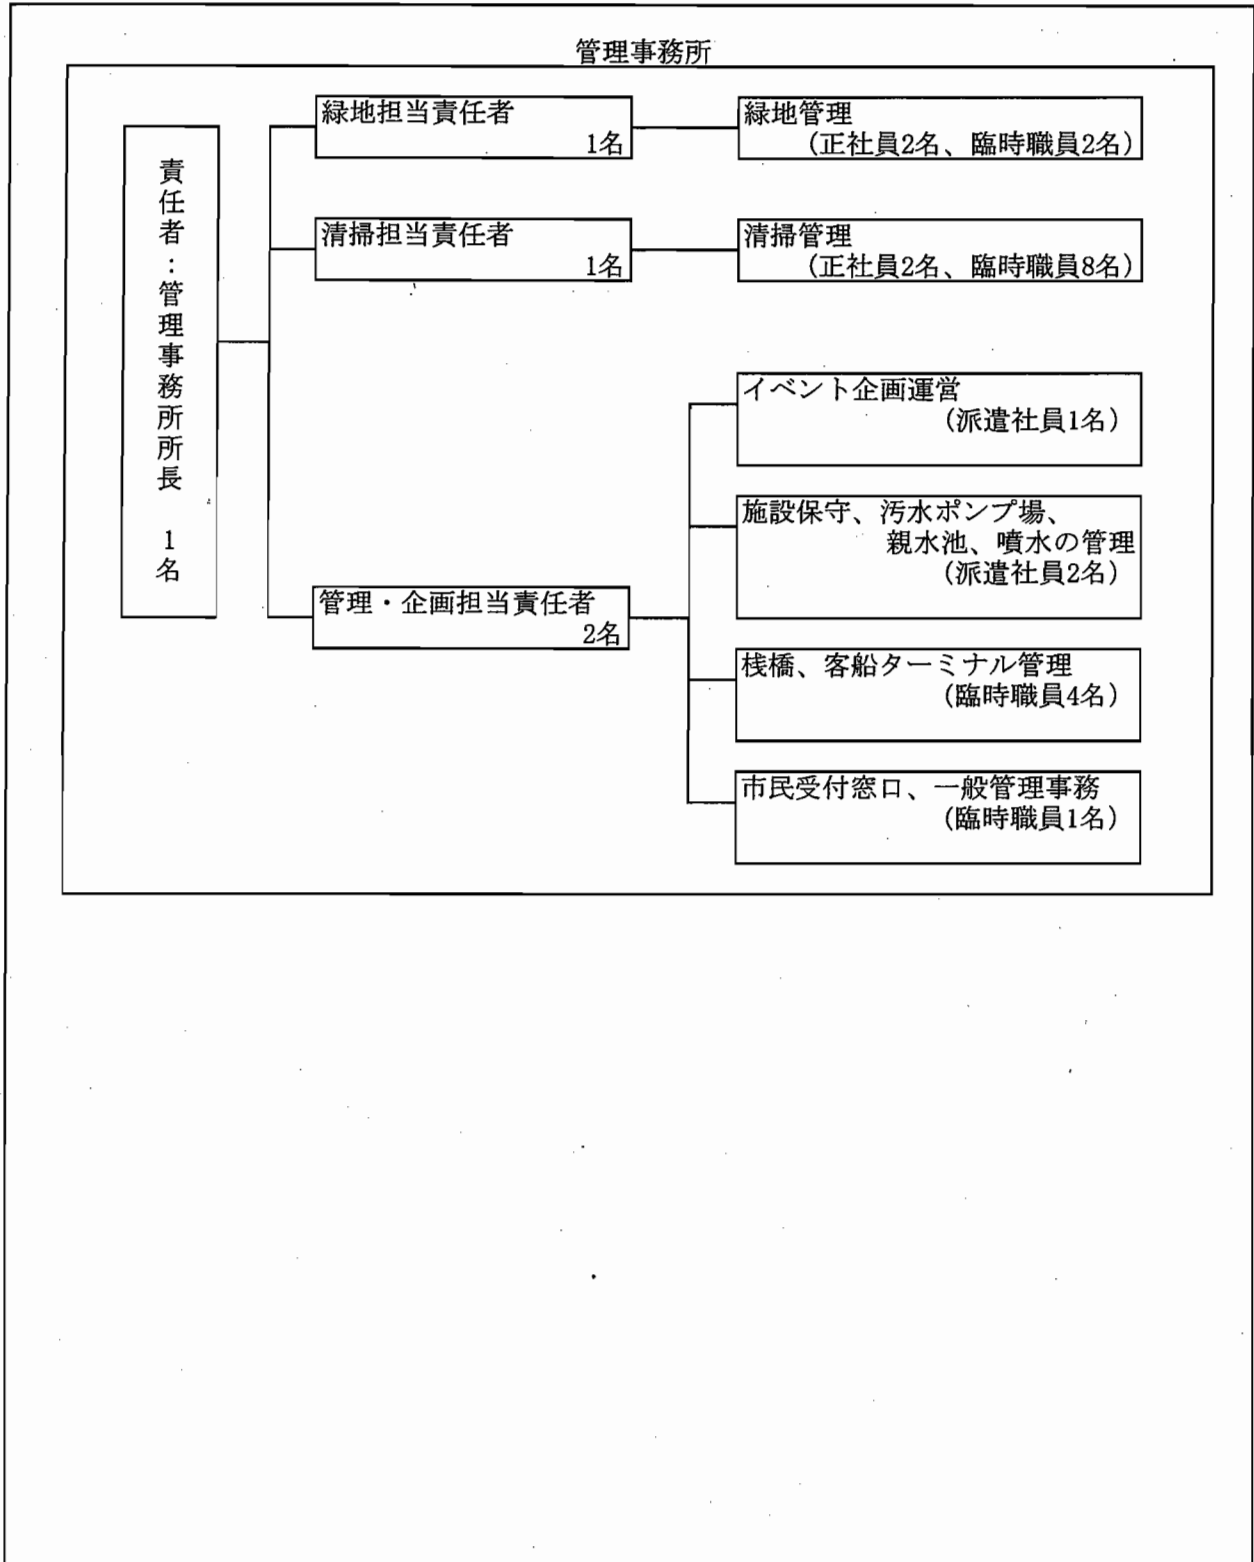 管理事務所
責任者：管理事務所所長　1名
緑地担当責任者
1名
緑地管理
（正社員2名、臨時職員2名）
清掃担当責任者
1名
清掃管理
（正社員2名、臨時職員8名）
管理・企画担当責任者
2名
イベント企画運営
（派遣社員1名）
施設保守、汚水ポンプ場、
親水池、噴水の管理
（派遣社員2名）
桟橋、客船ターミナル管理
（臨時職員4名）
市民受付窓口、一般管理事務
（臨時職員1名）